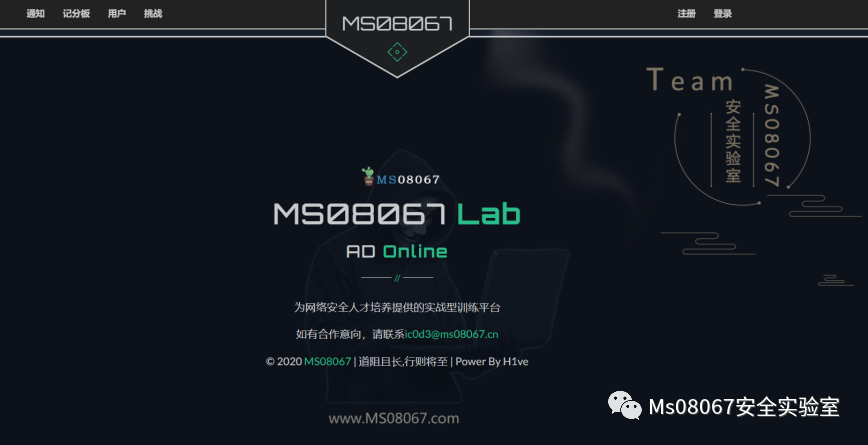 通知 记分板 用户 挑战
MS08067
注册 登录
Team
MS08067
安全实验室
MS08067
MS08067 Lab
AD Online
//
为网络安全人才培养提供的实战型训练平台
如有合作意向，请联系ic0d3@ms08067.cn
© 2020 MS08067 | 道阻且长,行则将至 | Power By H1ve
Ms08067安全实验室
www.MS08067.com